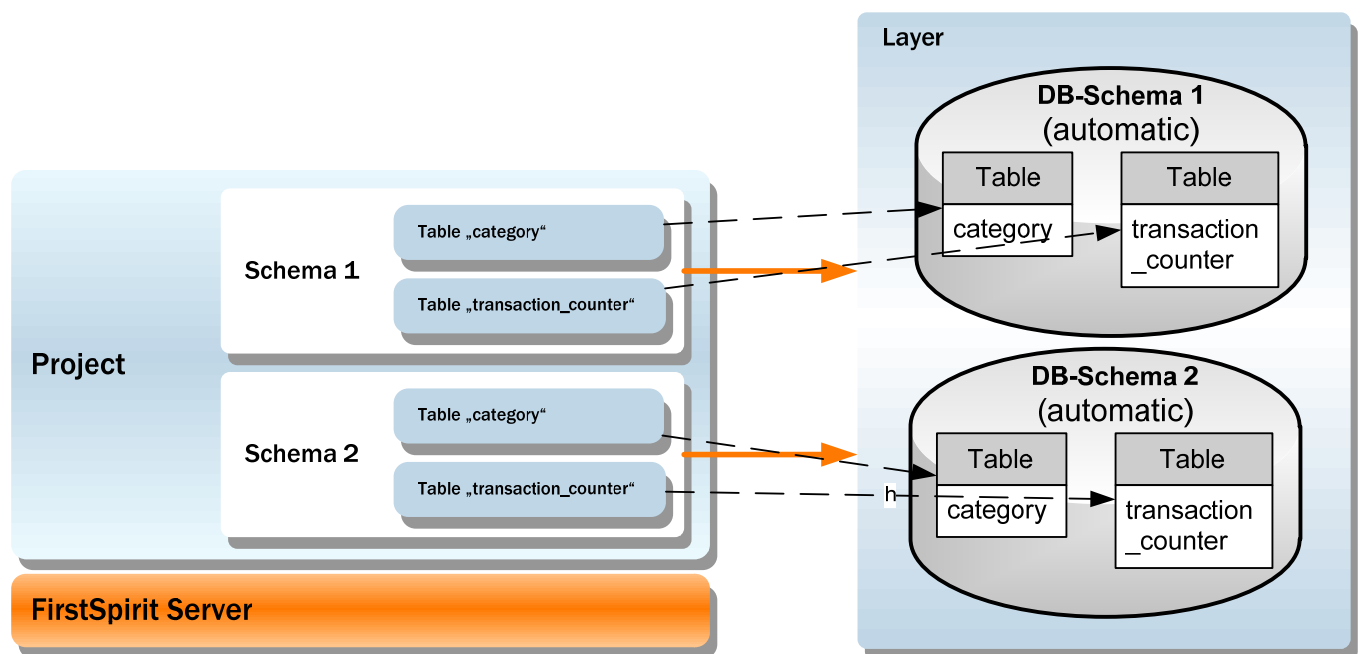 Layer
DB-Schema 1
(automatic)
Table
Table
category
transaction
_counter
Project
Schema 1
Table „category“
Table „transaction_counter“
Schema 2
Table „category“
Table „transaction_counter“
h
DB-Schema 2
(automatic)
Table
Table
category
transaction
_counter
FirstSpirit Server